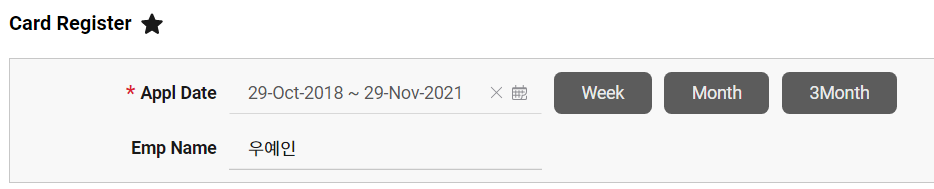 Card Register ★
* Appl Date 29-Oct-2018 ~ 29-Nov-2021 Week Month 3Month
Emp Name 우예인